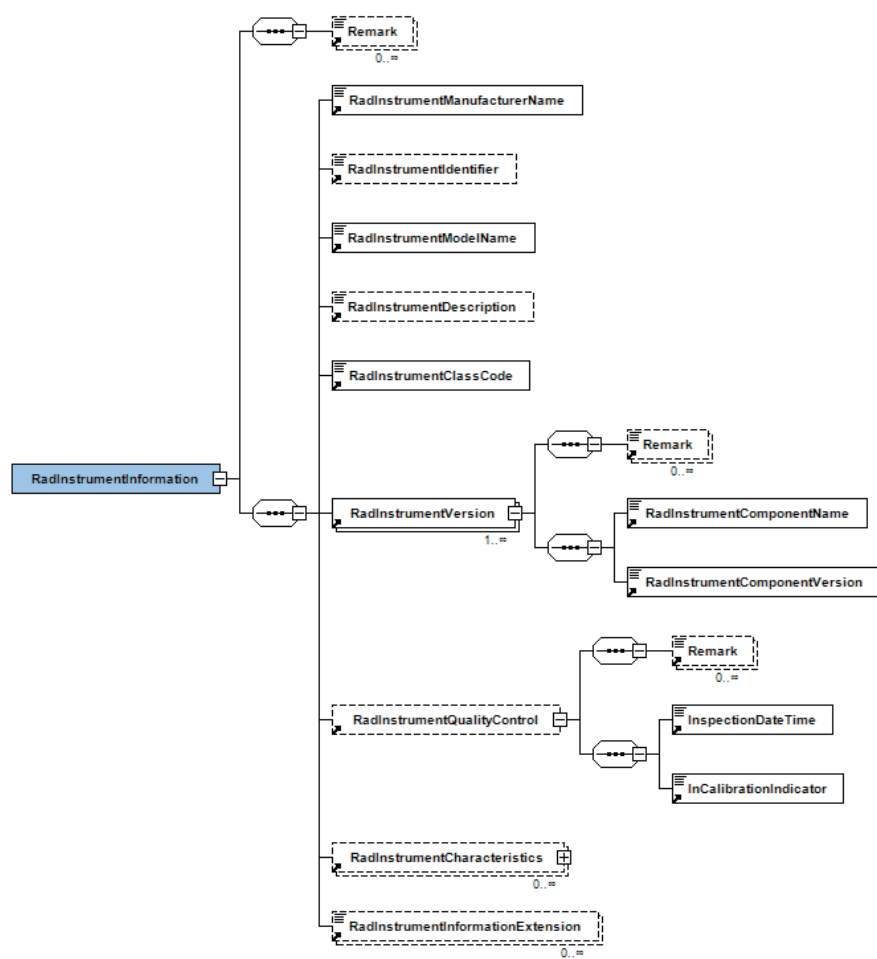 Remark
0..∞
RadInstrumentManufacturerName
RadInstrumentIdentifier
RadInstrumentModelName
RadInstrumentDescription
RadInstrumentClassCode
RadInstrumentInformation
RadInstrumentVersion
1..∞
Remark
0..∞
RadInstrumentComponentName
RadInstrumentComponentVersion
RadInstrumentQualityControl
Remark
0..∞
InspectionDateTime
InCalibrationIndicator
RadInstrumentCharacteristics
0..∞
RadInstrumentInformationExtension
0..∞